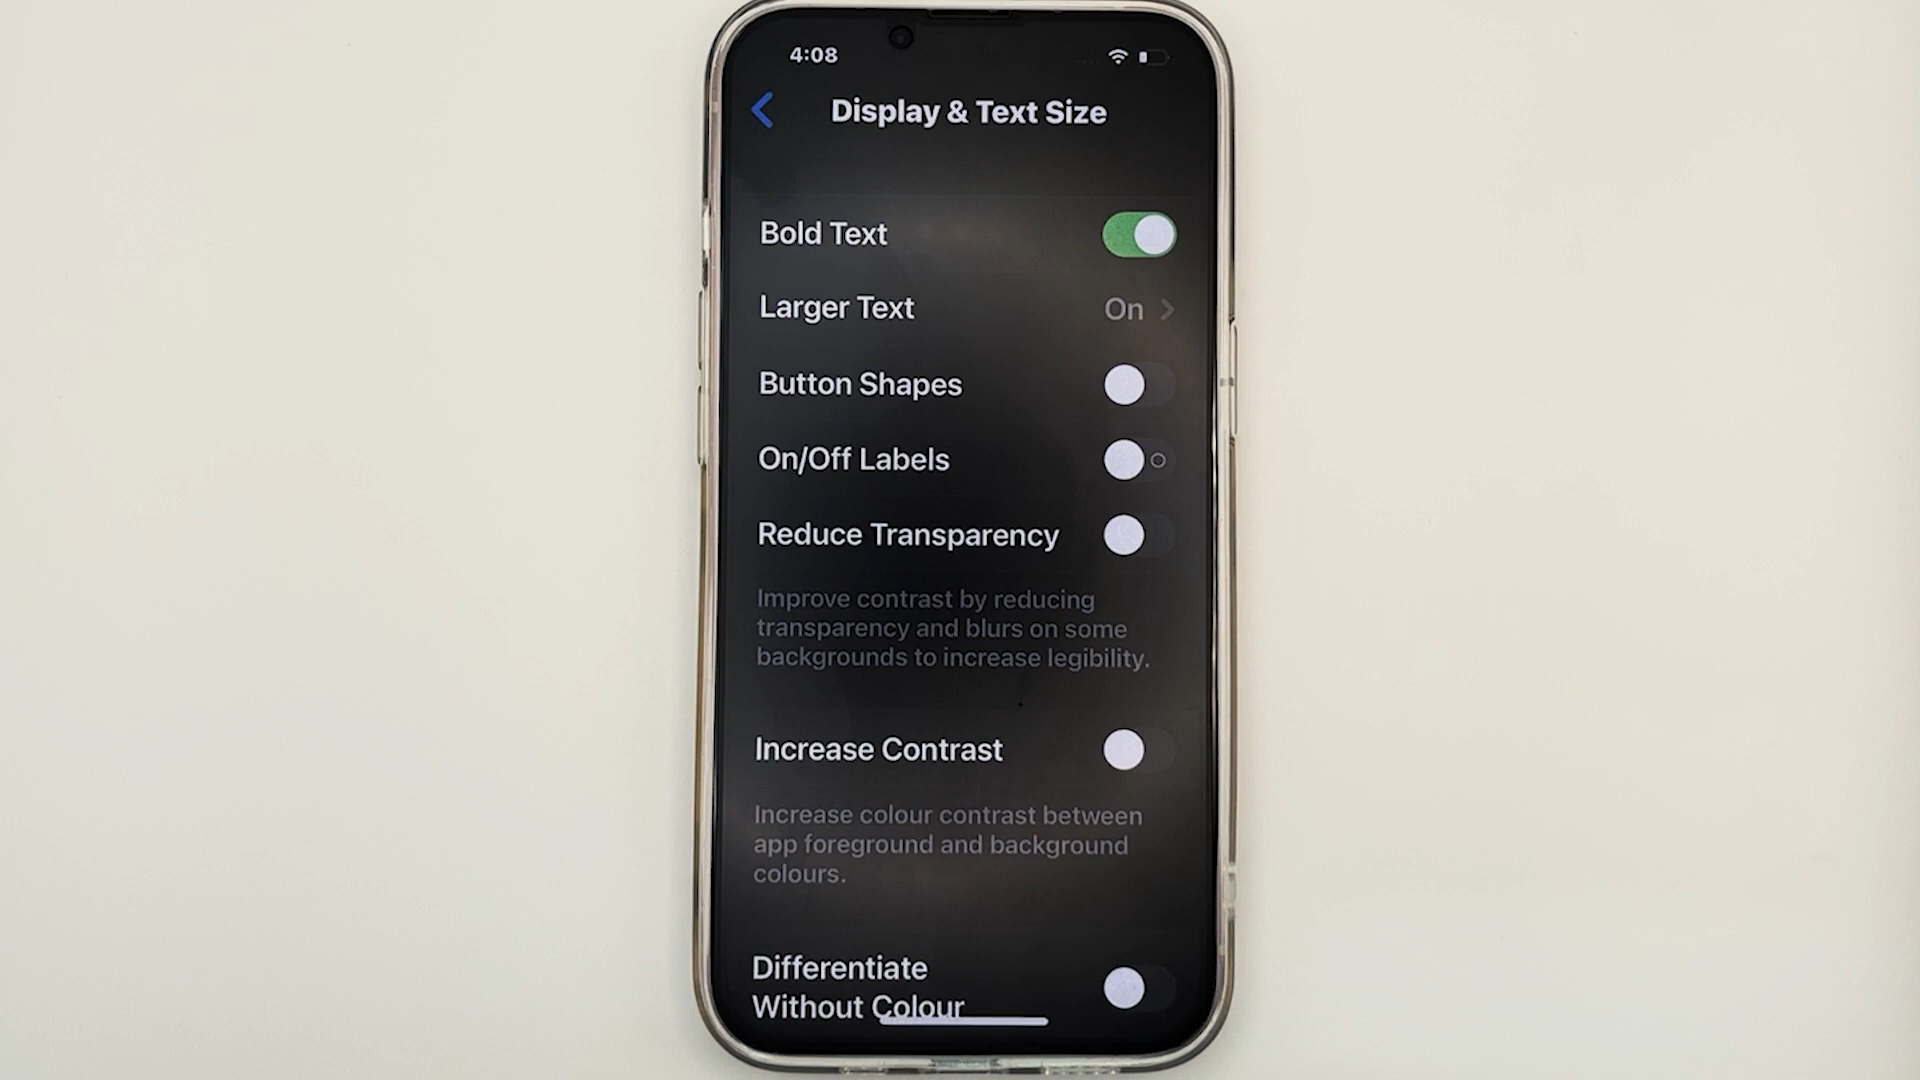 4:08
Display & Text Size
Bold Text
Larger Text On
Button Shapes
On/Off Labels
Reduce Transparency
Improve contrast by reducing
transparency and blurs on some
backgrounds to increase legibility.
Increase Contrast
Increase colour contrast between
app foreground and background
colours.
Differentiate
Without Colour